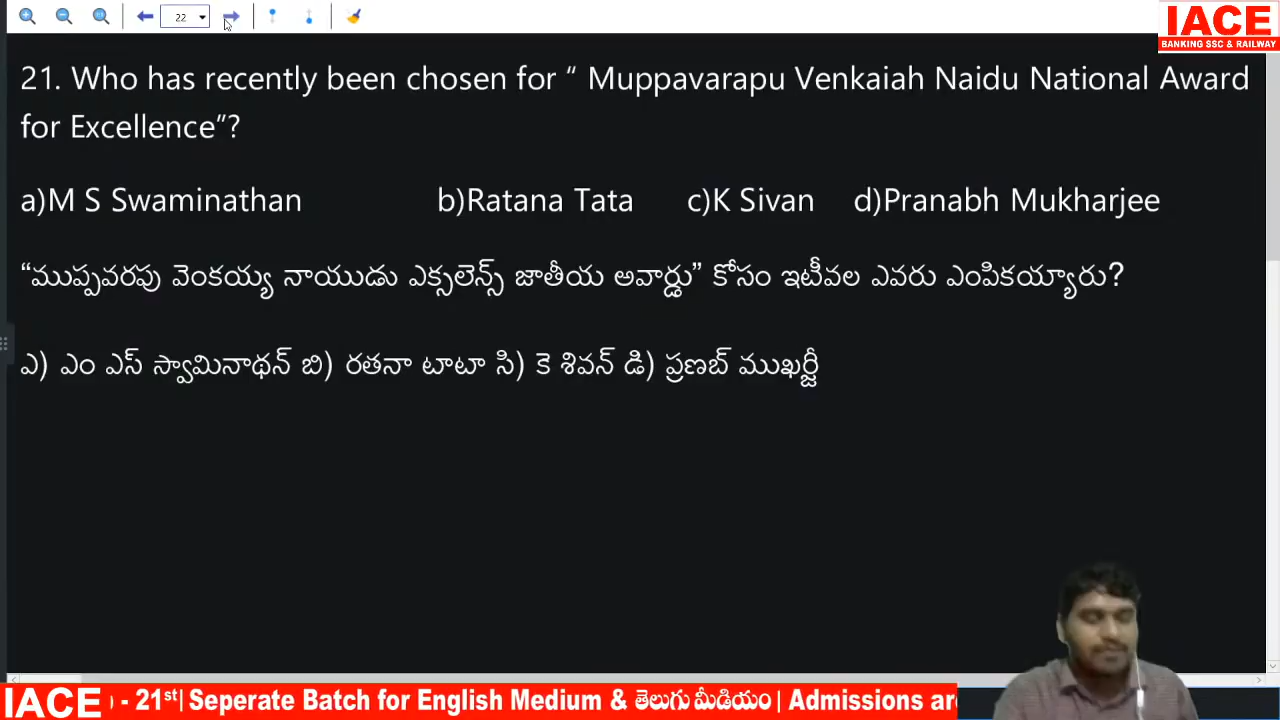 22
IACE
BANKING SSC & RAILWAY
21. Who has recently been chosen for “ Muppavarapu Venkaiah Naidu National Award
for Excellence”?
a)M S Swaminathan b)Ratana Tata c)K Sivan d)Pranabh Mukharjee
“ముప్పవరపు వెంకయ్య నాయుడు ఎక్సలెన్స్ జాతీయ అవార్డు” కోసం ఇటీవల ఎవరు ఎంపికయ్యారు?
ఎ) ఎం ఎస్ స్వామినాథన్ బి) రతనా టాటా సి) కె శివన్ డి) ప్రణబ్ ముఖర్జీ
IACE - 21st| Seperate Batch for English Medium & తెలుగు మీడియం | Admissions are